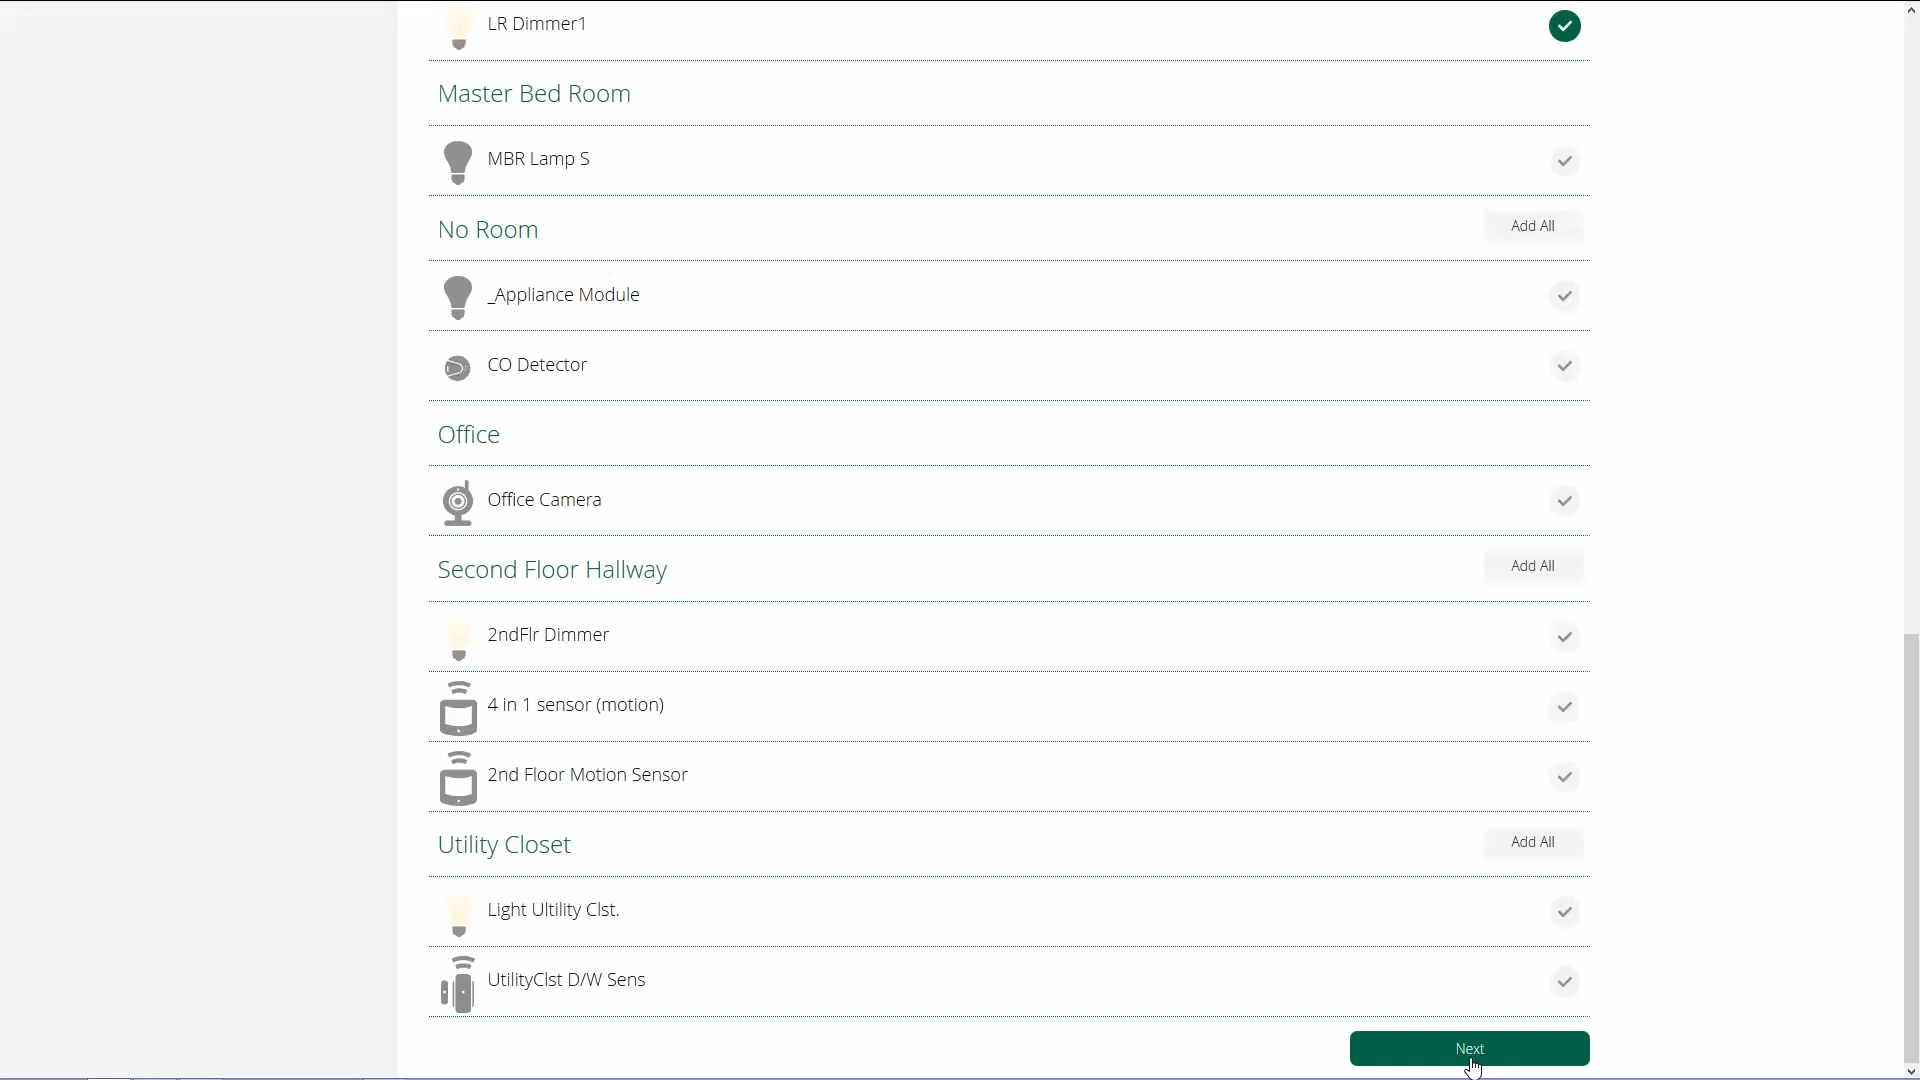 LR Dimmer1
Master Bed Room
MBR Lamp S
No Room
Add All
_Appliance Module
CO Detector
Office
Office Camera
Second Floor Hallway
Add All
2ndFlr Dimmer
4 in 1 sensor (motion)
2nd Floor Motion Sensor
Utility Closet
Add All
Light Ultility Clst.
UtilityClst D/W Sens
Next